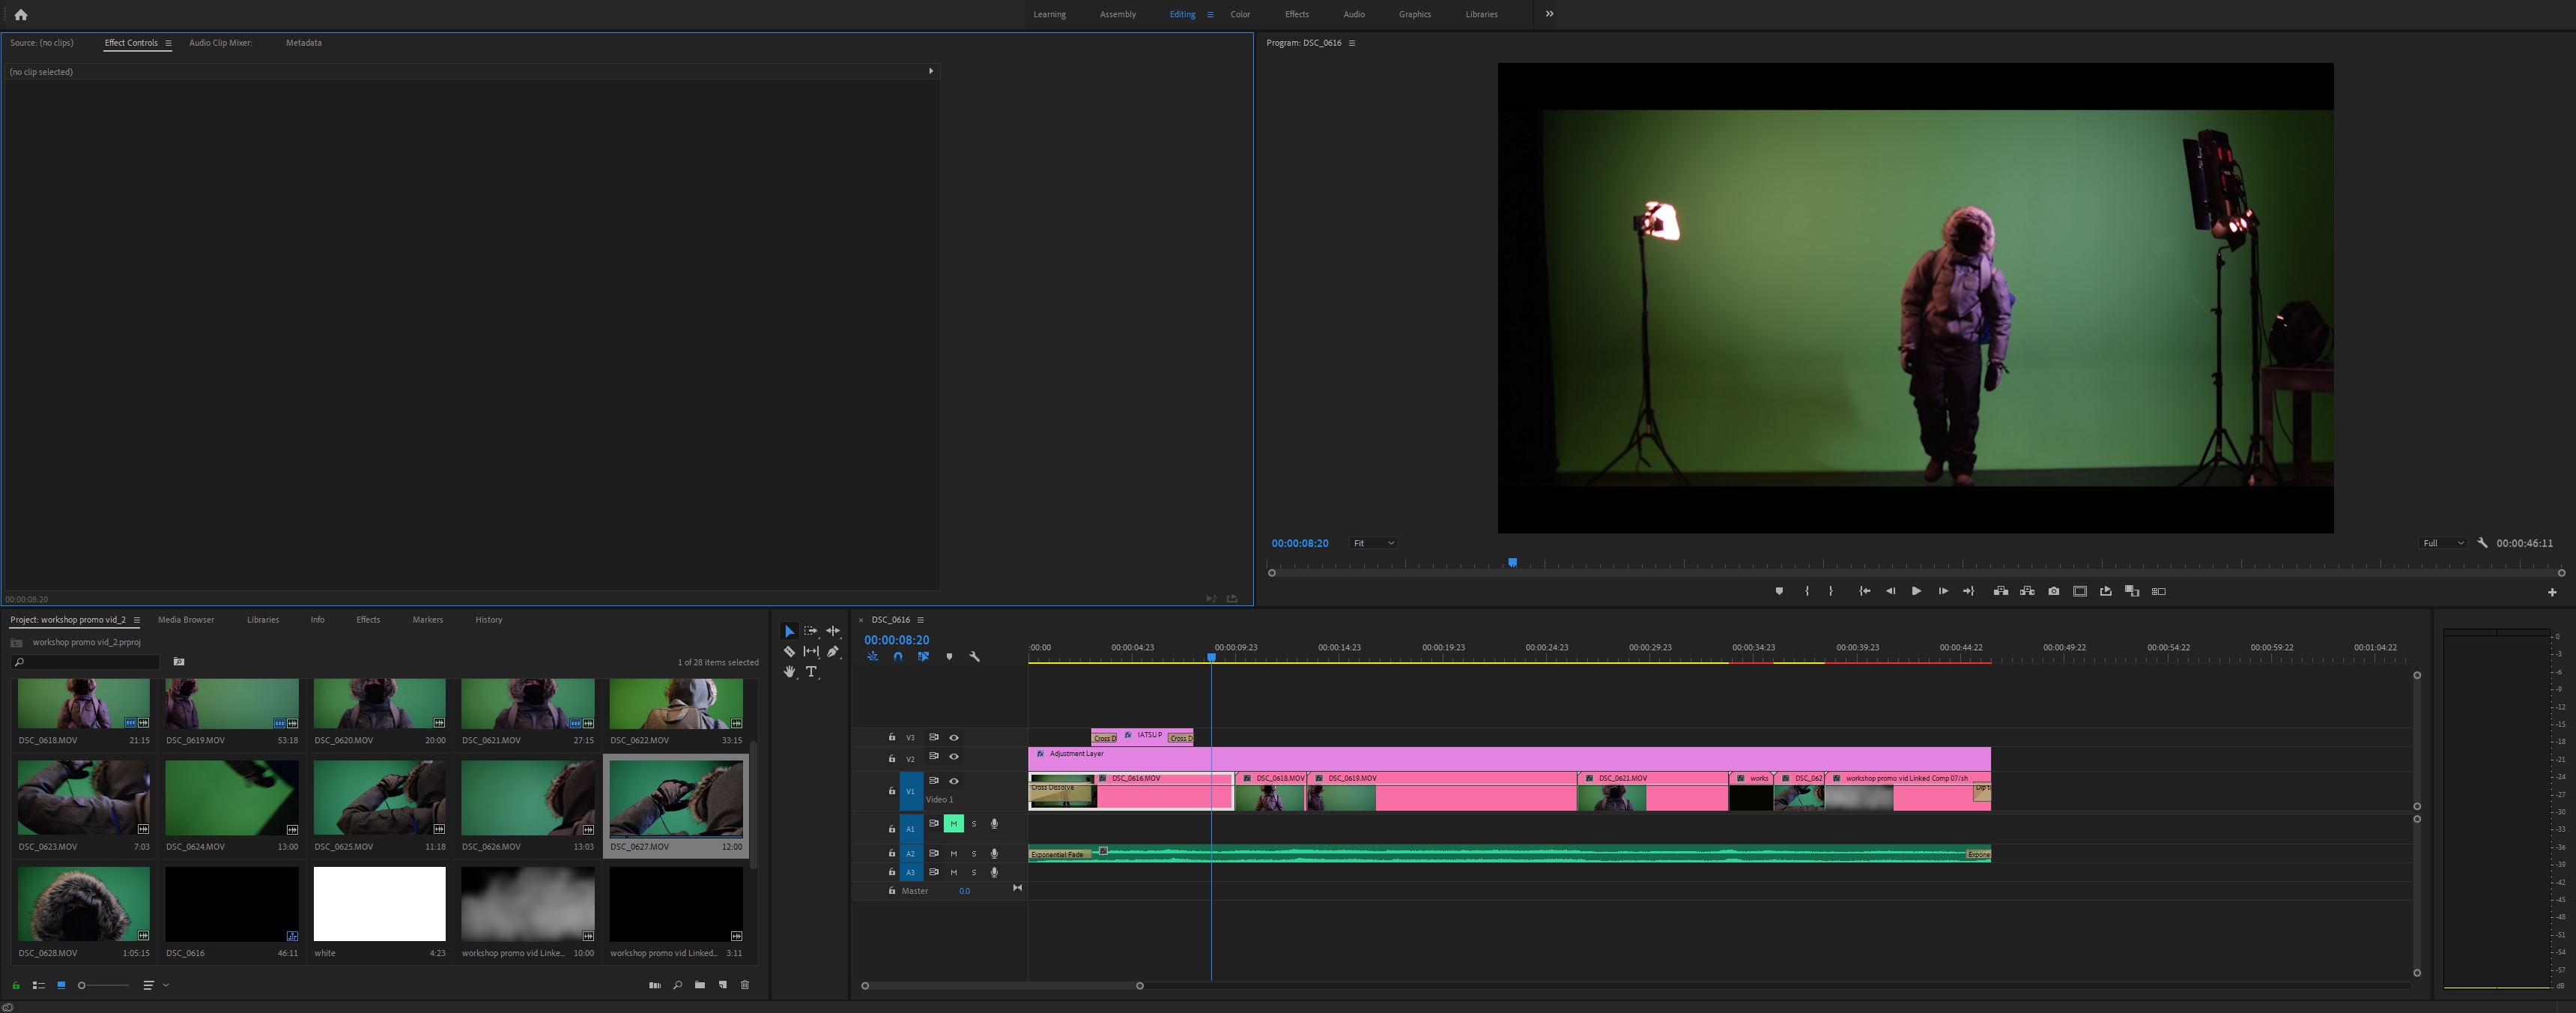 Learning Assembly Editing Color Effects Audio Graphics Libraries
Source: (no clips) Effect Controls Audio Clip Mixer: Metadata
(no clip selected)
00:00:08:20
Program: DSC_0616
00:00:08:20 Fit Full 00:00:46:11
Project: workshop promo vid_2 Media Browser Libraries Info Effects Markers History
workshop promo vid_2.prproj
1 of 28 items selected
DSC_0618.MOV 21:15 DSC_0619.MOV 53:18 DSC_0620.MOV 20:00 DSC_0621.MOV 27:15 DSC_0622.MOV 33:15
DSC_0623.MOV 7:03 DSC_0624.MOV 13:00 DSC_0625.MOV 11:18 DSC_0626.MOV 13:03 DSC_0627.MOV 12:00
DSC_0628.MOV 1:05:15 DSC_0616 46:11 white 4:23 workshop promo vid Linke... 10:00 workshop promo vid Linked... 3:11
T
DSC_0616
00:00:08:20
:00:00 00:00:04:23 00:00:09:23 00:00:14:23 00:00:19:23 00:00:24:23 00:00:29:23 00:00:34:23 00:00:39:23 00:00:44:22 00:00:49:22 00:00:54:22 00:00:59:22 00:01:04:22
V3 Cross D fx IATSU P Cross D
V2 fx Adjustment Layer
V1 Video 1 Cross Dissolve fx DSC_0616.MOV fx DSC_0618.MOV fx DSC_0619.MOV fx DSC_0621.MOV fx works fx DSC_062 fx workshop promo vid Linked Comp 07/sh Dip t
A1 M S
A2 M S Exponential Fade fx Expone
A3 M S
Master 0.0
0
-3
-6
-9
-12
-15
-18
-21
-24
-27
-30
-33
-36
-39
-42
-45
-48
-51
-54
-57
dB